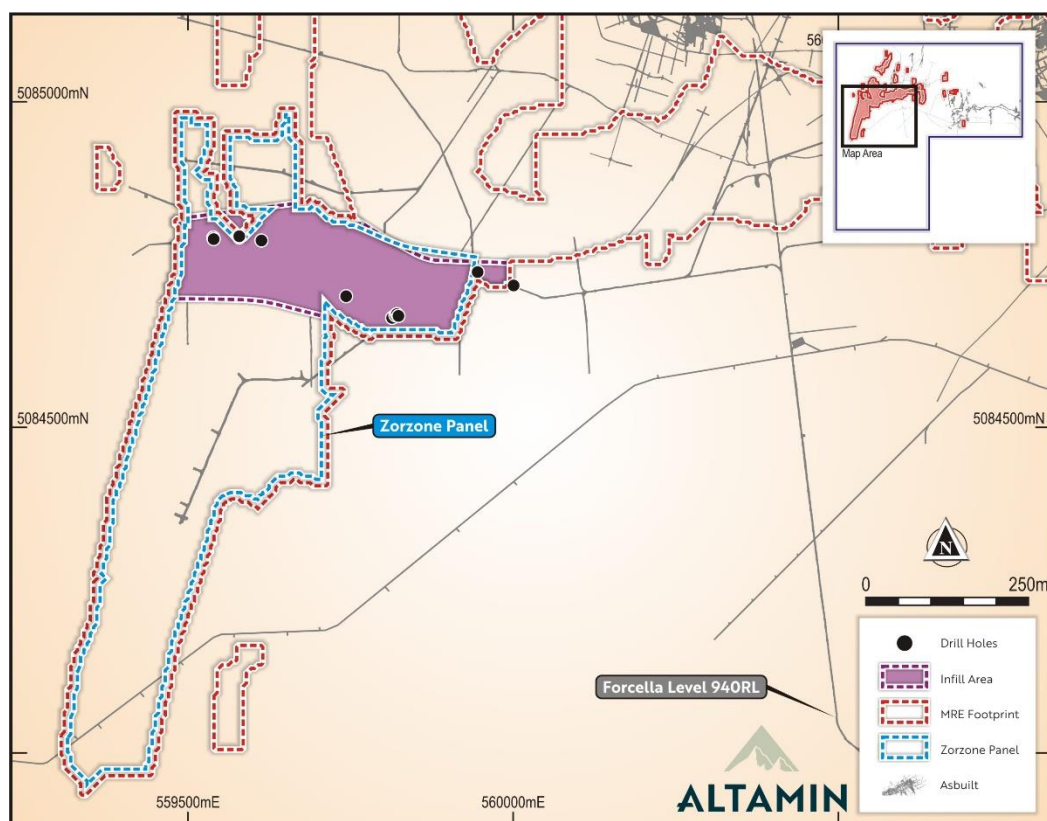 5085000mN
Map Area
5084500mN
Zorzone Panel
5084500mN
N
0
250m
Drill Holes
Infill Area
MRE Footprint
Zorzone Panel
Asbuilt
Forcella Level 940RL
ALTAMIN
559500mE
560000mE